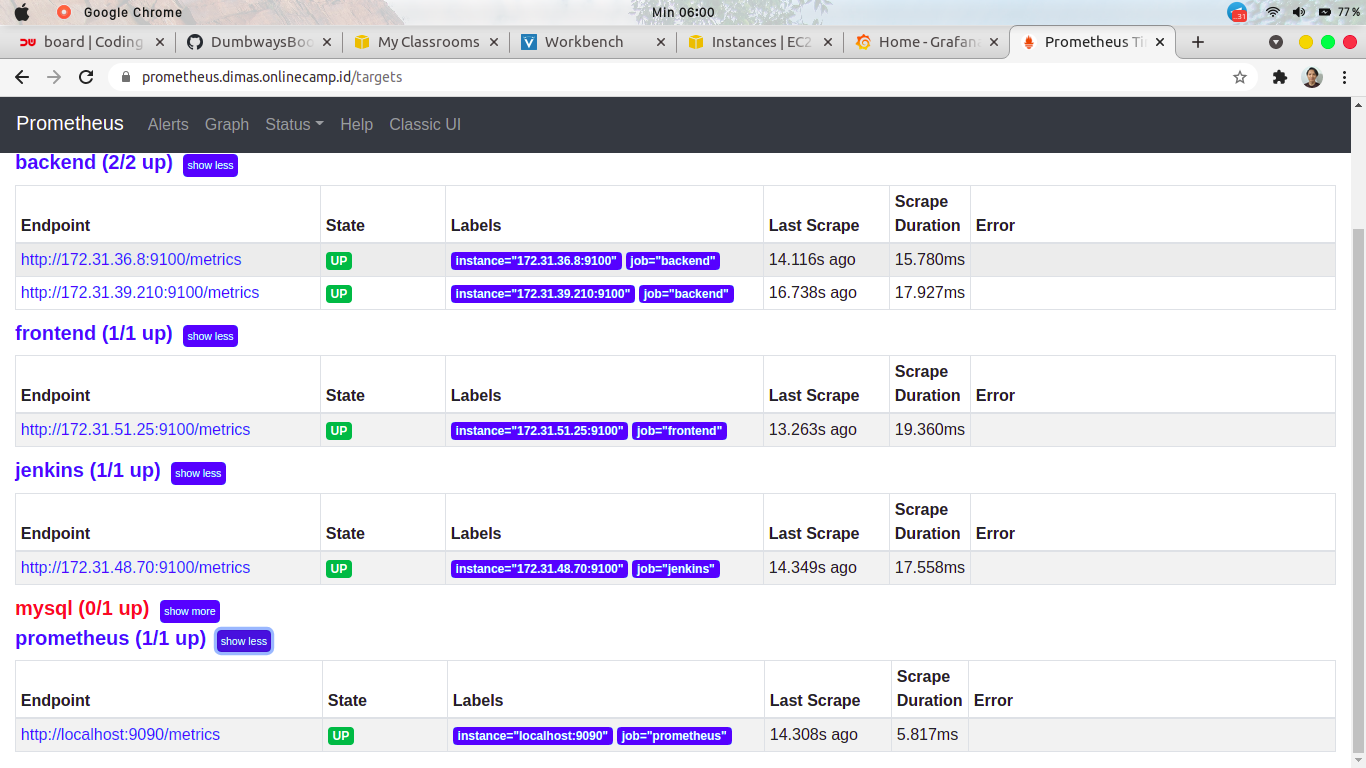 Google Chrome Min 06:00 31 77%
board | Coding DumbwaysBoo My Classrooms Workbench Instances | EC2 Home - Grafana Prometheus Ti
prometheus.dimas.onlinecamp.id/targets
Prometheus Alerts Graph Status Help Classic UI
backend (2/2 up) show less
Endpoint State Labels Last Scrape Scrape Duration Error
http://172.31.36.8:9100/metrics UP instance="172.31.36.8:9100" job="backend" 14.116s ago 15.780ms
http://172.31.39.210:9100/metrics UP instance="172.31.39.210:9100" job="backend" 16.738s ago 17.927ms
frontend (1/1 up) show less
Endpoint State Labels Last Scrape Scrape Duration Error
http://172.31.51.25:9100/metrics UP instance="172.31.51.25:9100" job="frontend" 13.263s ago 19.360ms
jenkins (1/1 up) show less
Endpoint State Labels Last Scrape Scrape Duration Error
http://172.31.48.70:9100/metrics UP instance="172.31.48.70:9100" job="jenkins" 14.349s ago 17.558ms
mysql (0/1 up) show more
prometheus (1/1 up) show less
Endpoint State Labels Last Scrape Scrape Duration Error
http://localhost:9090/metrics UP instance="localhost:9090" job="prometheus" 14.308s ago 5.817ms